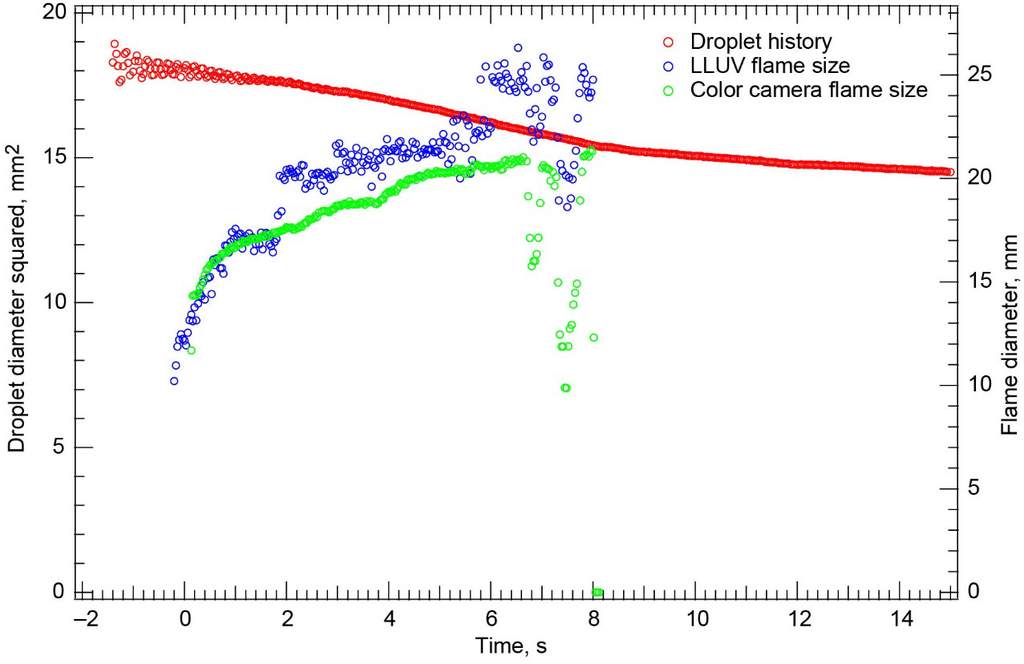 20
15
10
5
0
Droplet diameter squared, mm2
Droplet history
LLUV flame size
Color camera flame size
25
20
15
10
5
0
Flame diameter, mm
–2 0 2 4 6 8 10 12 14
Time, s